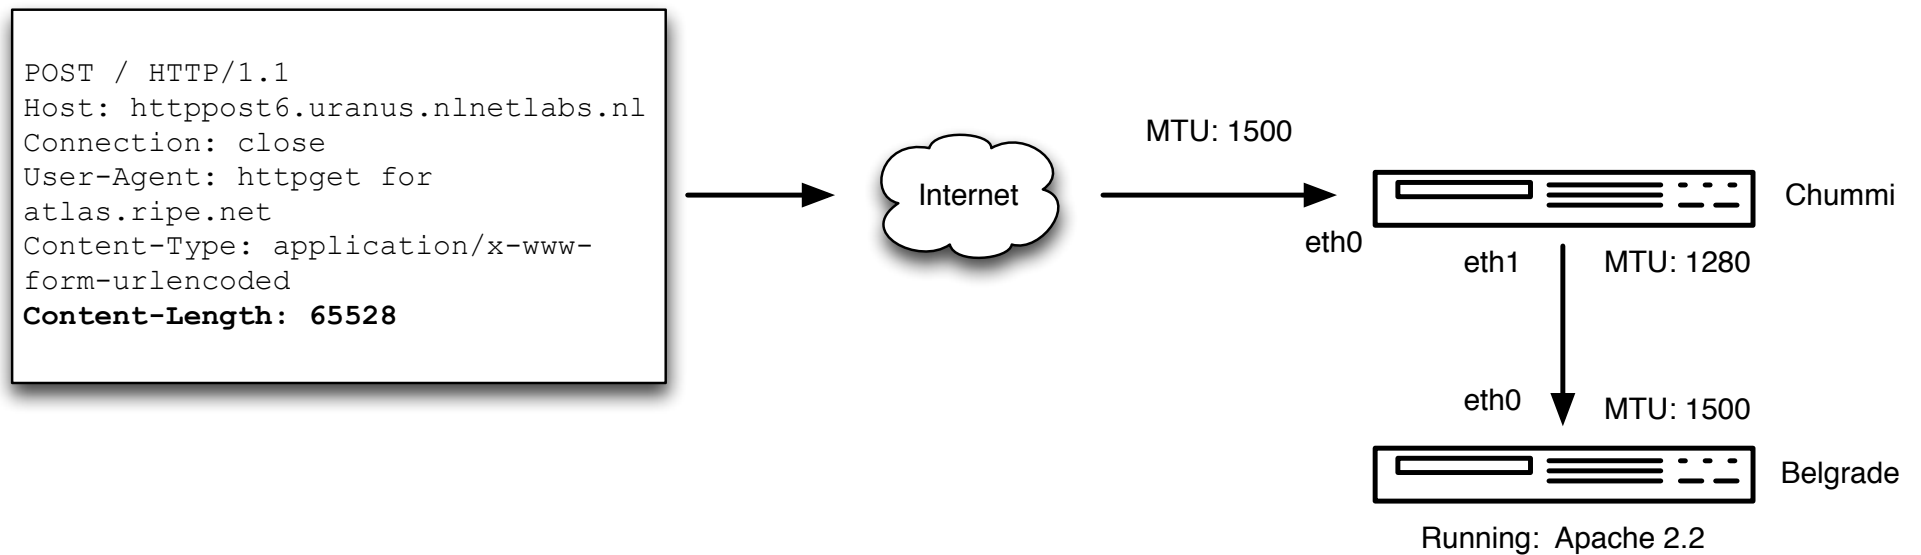 POST / HTTP/1.1
Host: httppost6.uranus.nlnetlabs.nl
Connection: close
User-Agent: httpget for
atlas.ripe.net
Content-Type: application/x-www-
form-urlencoded
Content-Length: 65528
Internet
MTU: 1500
eth0
Chummi
eth1
MTU: 1280
eth0
MTU: 1500
Belgrade
Running: Apache 2.2